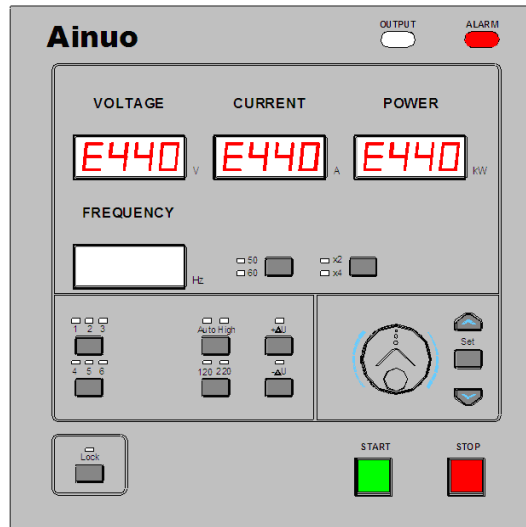 Ainuo
OUTPUT ALARM
VOLTAGE CURRENT POWER
E440 V E440 A E440 kW
FREQUENCY
50 x2
60 x4
Hz
1 2 3 Auto High +ΔU
Set
4 5 6 120 220 -ΔU
Lock
START STOP